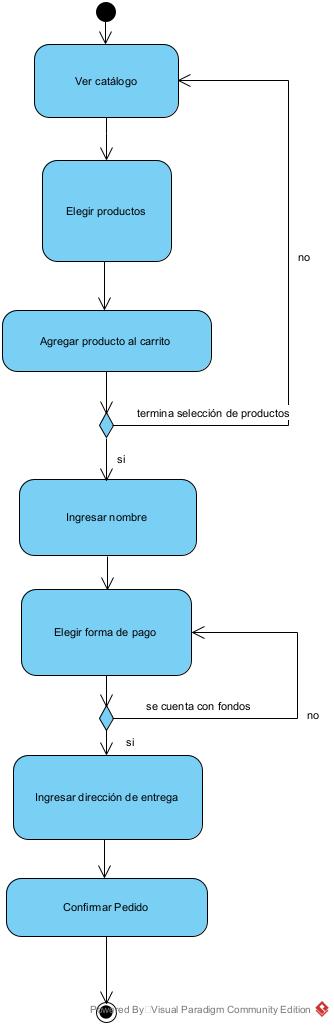 Ver catálogo
Elegir productos
no
Agregar producto al carrito
termina selección de productos
si
Ingresar nombre
Elegir forma de pago
se cuenta con fondos
no
si
Ingresar dirección de entrega
Confirmar Pedido
Powered By Visual Paradigm Community Edition